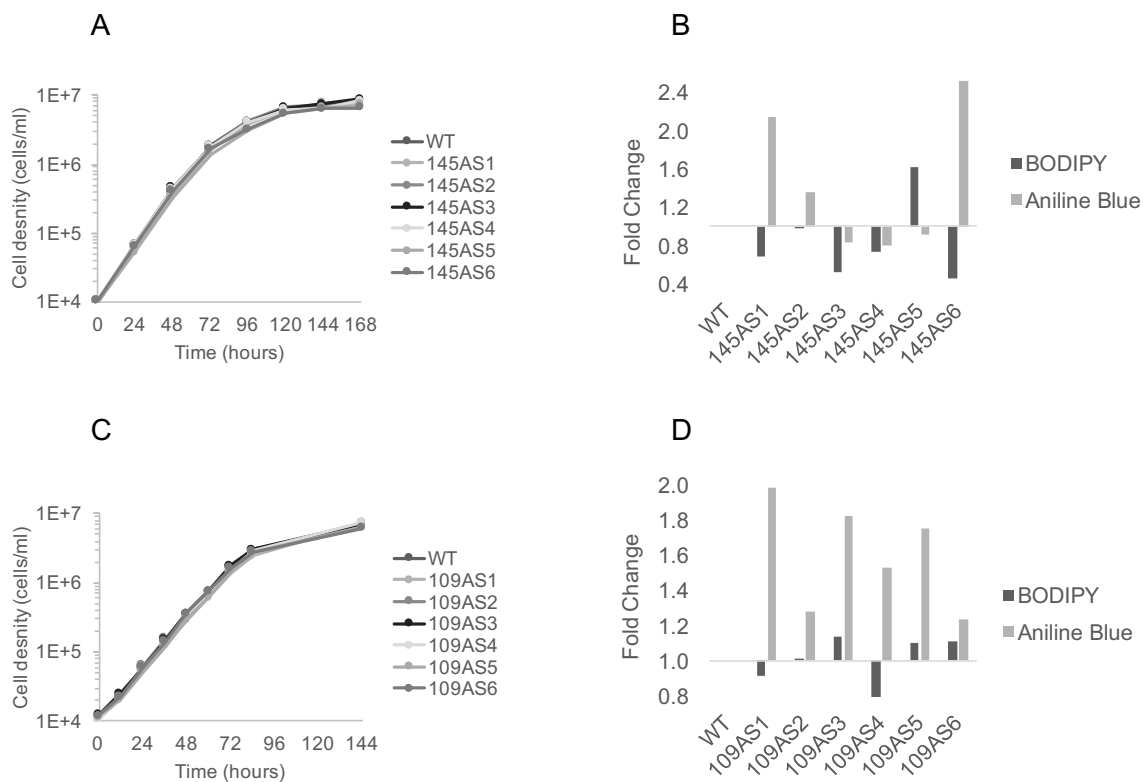 A
Cell desnity (cells/ml)
1E+7
1E+6
1E+5
1E+4
0 24 48 72 96 120 144 168
Time (hours)
WT
145AS1
145AS2
145AS3
145AS4
145AS5
145AS6
B
Fold Change
2.4
2.0
1.6
1.2
0.8
0.4
WT
145AS1
145AS2
145AS3
145AS4
145AS5
145AS6
BODIPY
Aniline Blue
C
Cell desnity (cells/ml)
1E+7
1E+6
1E+5
1E+4
0 24 48 72 96 120 144
Time (hours)
WT
109AS1
109AS2
109AS3
109AS4
109AS5
109AS6
D
Fold Change
2.0
1.8
1.6
1.4
1.2
1.0
0.8
WT
109AS1
109AS2
109AS3
109AS4
109AS5
109AS6
BODIPY
Aniline Blue